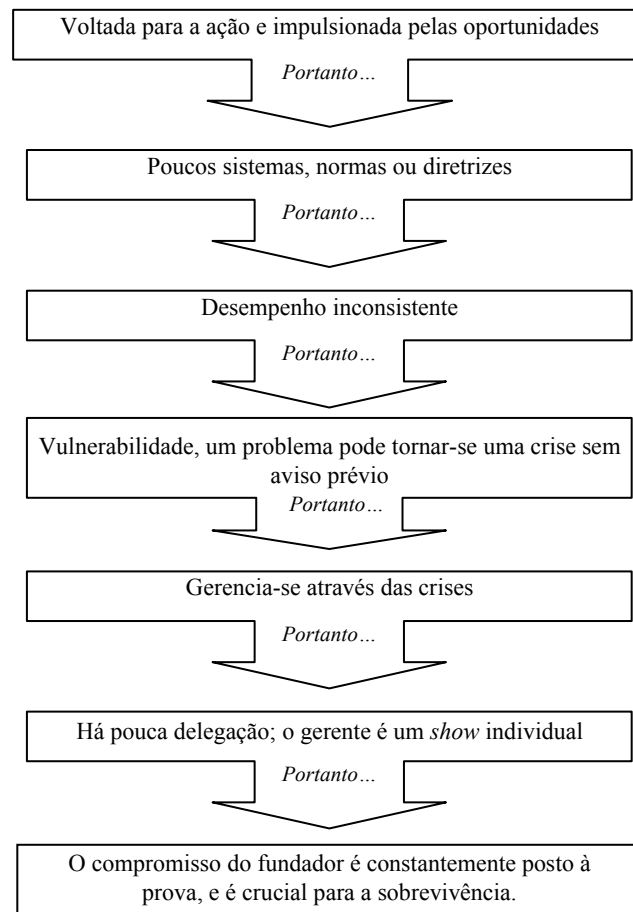 Voltada para a ação e impulsionada pelas oportunidades
Portanto…
Poucos sistemas, normas ou diretrizes
Portanto…
Desempenho inconsistente
Portanto…
Vulnerabilidade, um problema pode tornar-se uma crise sem
aviso prévio
Portanto…
Gerencia-se através das crises
Portanto…
Há pouca delegação; o gerente é um show individual
Portanto…
O compromisso do fundador é constantemente posto à
prova, e é crucial para a sobrevivência.